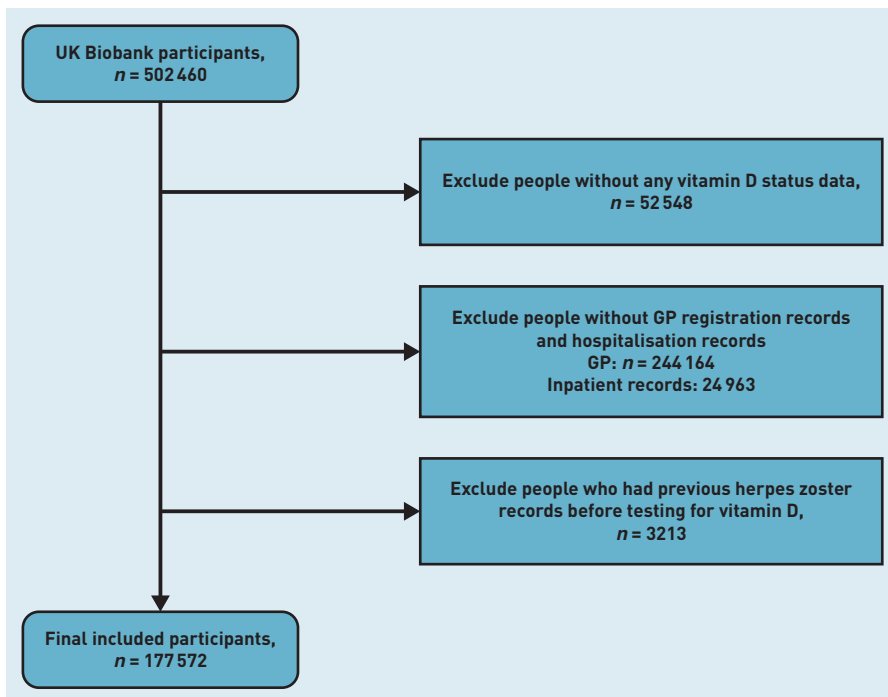 UK Biobank participants,
n = 502 460
Exclude people without any vitamin D status data,
n = 52 548
Exclude people without GP registration records
and hospitalisation records
GP: n = 244 164
Inpatient records: 24 963
Exclude people who had previous herpes zoster
records before testing for vitamin D,
n = 3213
Final included participants,
n = 177 572